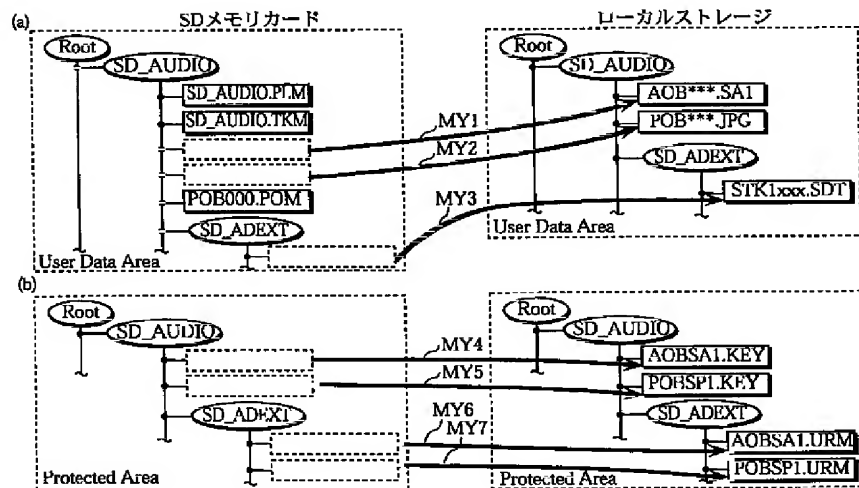 (a)
SDメモリカード
ローカルストレージ
Root
SD_AUDIO
SD_AUDIO.PLM
SD_AUDIO.TKM
POB000.POM
SD_ADEXT
User Data Area
MY1
MY2
MY3
Root
SD_AUDIO
AOB***.SA1
POB***.JPG
SD_ADEXT
STK1xxx.SDT
User Data Area
(b)
Root
SD_AUDIO
SD_ADEXT
Protected Area
MY4
MY5
MY6
MY7
Root
SD_AUDIO
AOBSA1.KEY
POBSP1.KEY
SD_ADEXT
AOBSA1.URM
POBSP1.URM
Protected Area